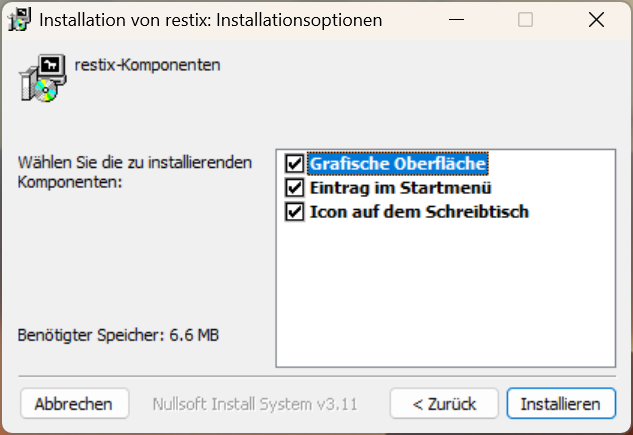 Installation von restix: Installationsoptionen
restix-Komponenten
Wählen Sie die zu installierenden
Komponenten:
Grafische Oberfläche
Eintrag im Startmenü
Icon auf dem Schreibtisch
Benötigter Speicher: 6.6 MB
Abbrechen
Nullsoft Install System v3.11
< Zurück
Installieren